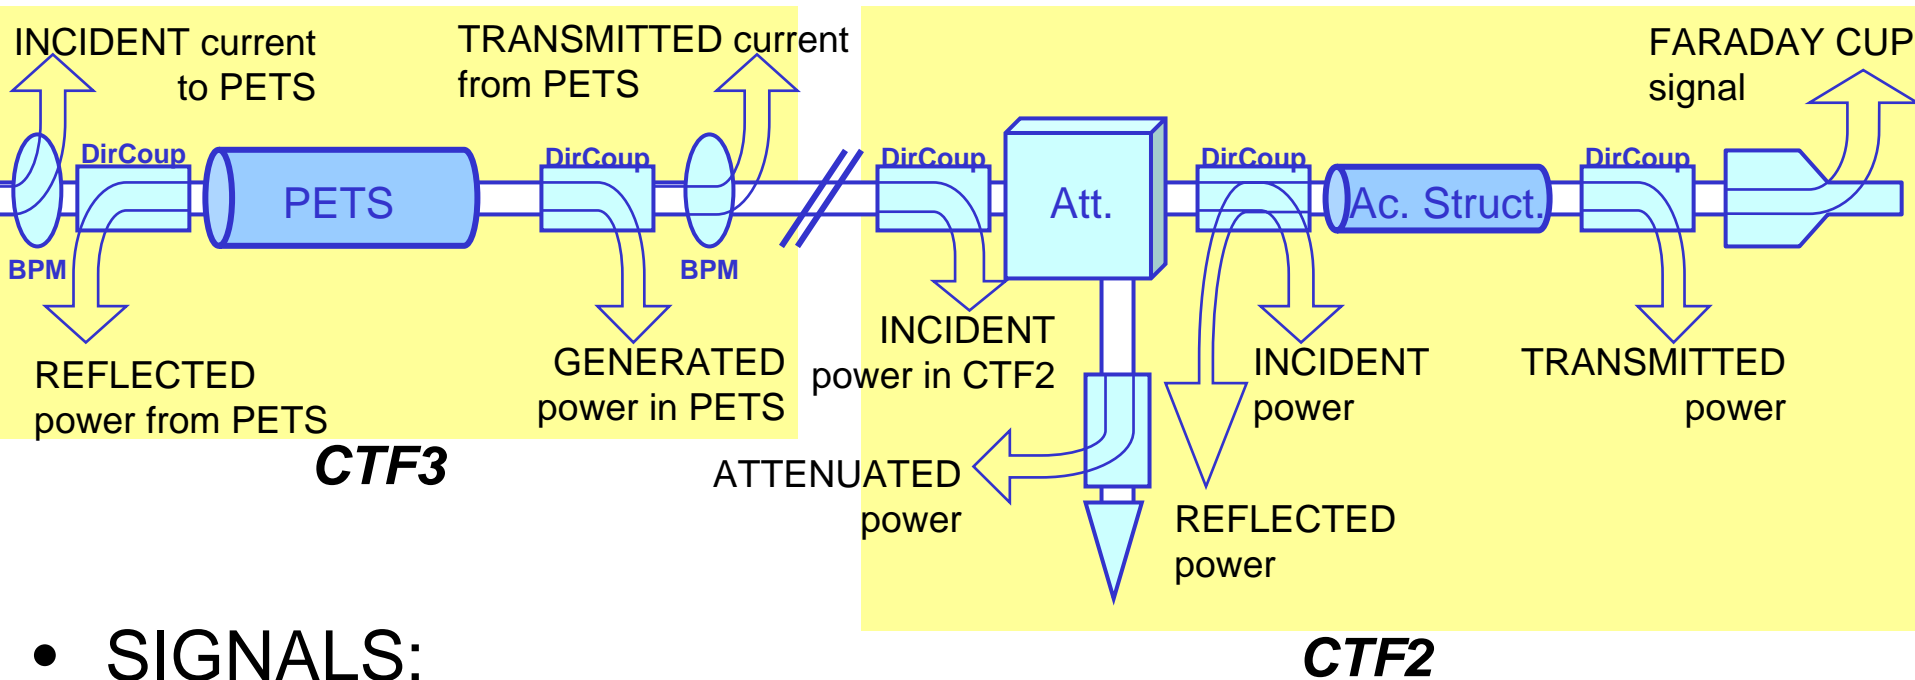 INCIDENT current
to PETS
TRANSMITTED current
from PETS
FARADAY CUP
signal
DirCoup
DirCoup
DirCoup
DirCoup
DirCoup
PETS
Att.
Ac. Struct.
BPM
BPM
INCIDENT
power in CTF2
REFLECTED
power from PETS
GENERATED
power in PETS
INCIDENT
power
TRANSMITTED
power
CTF3
ATTENUATED
power
REFLECTED
power
• SIGNALS:
CTF2